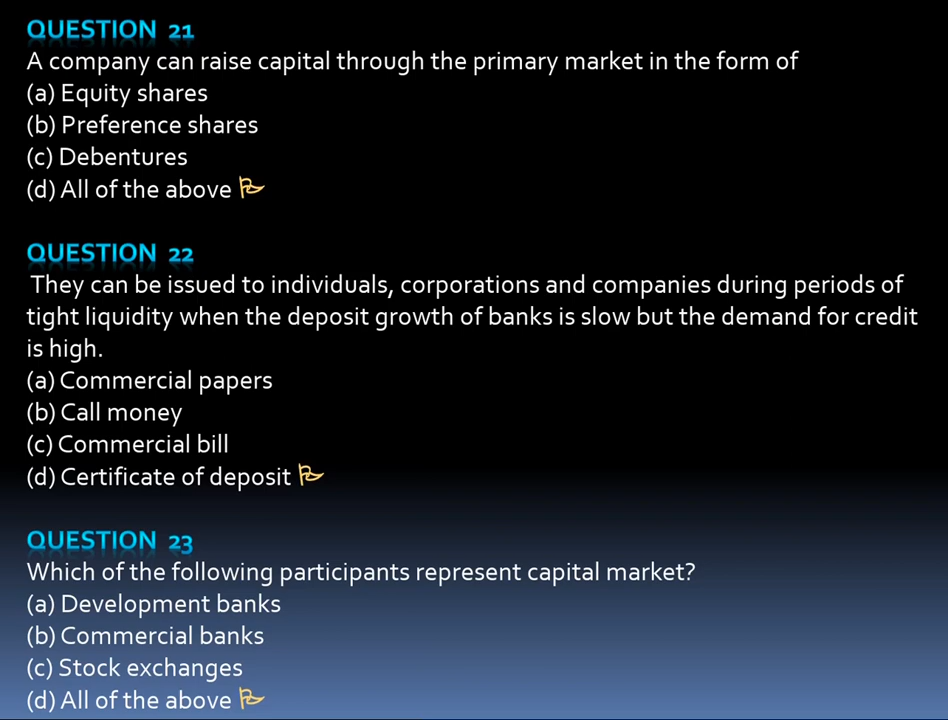 QUESTION 21
A company can raise capital through the primary market in the form of
(a) Equity shares
(b) Preference shares
(c) Debentures
(d) All of the above
QUESTION 22
They can be issued to individuals, corporations and companies during periods of
tight liquidity when the deposit growth of banks is slow but the demand for credit
is high.
(a) Commercial papers
(b) Call money
(c) Commercial bill
(d) Certificate of deposit
QUESTION 23
Which of the following participants represent capital market?
(a) Development banks
(b) Commercial banks
(c) Stock exchanges
(d) All of the above